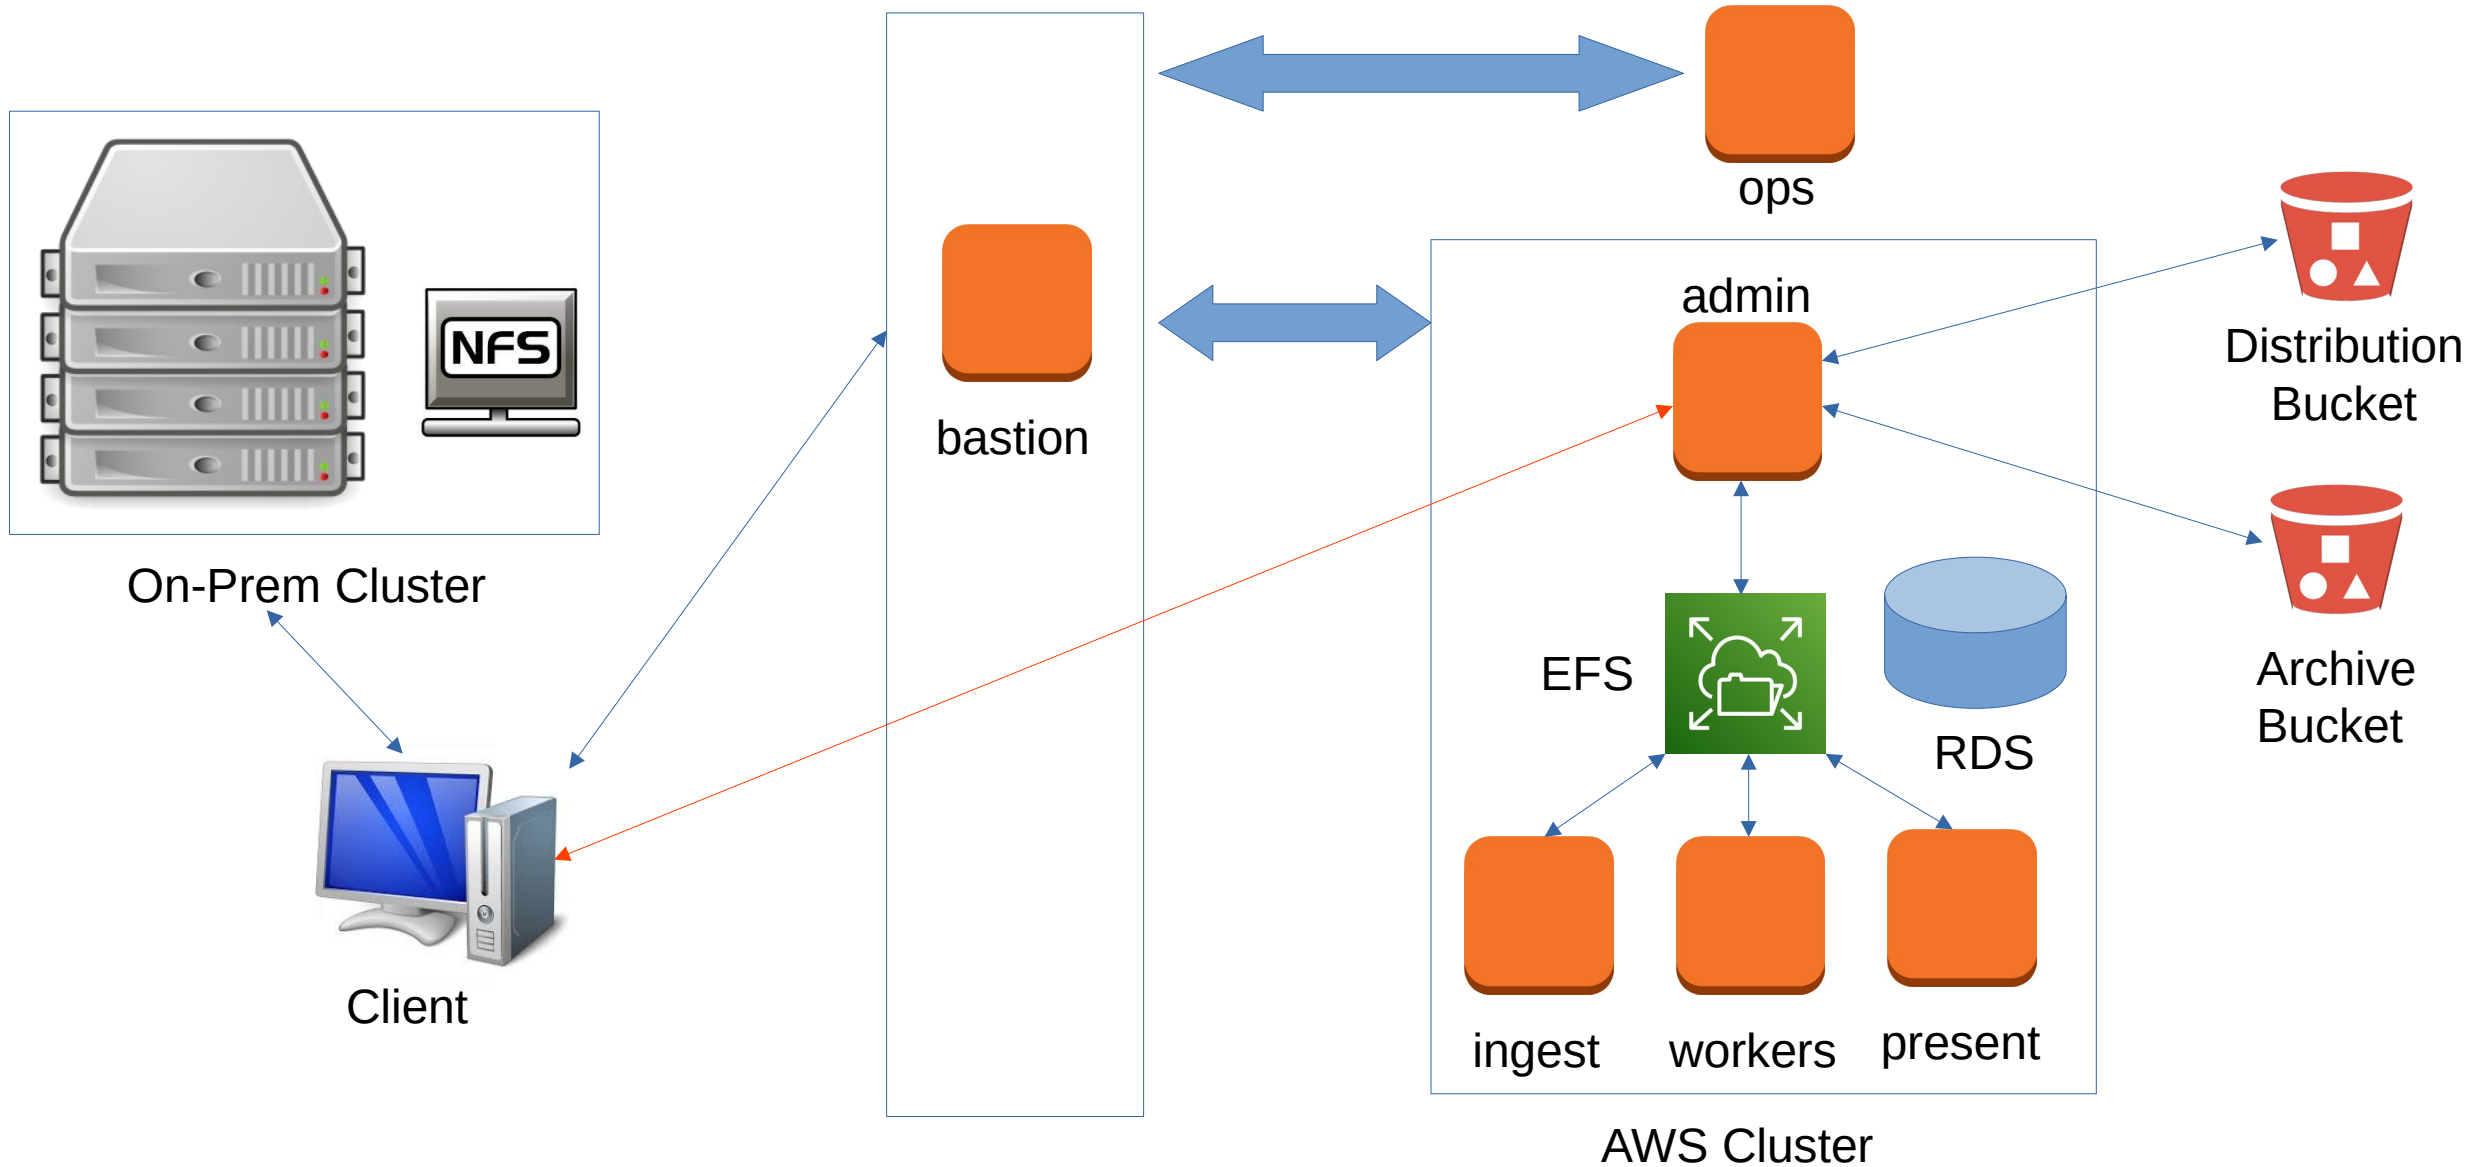 ops
admin
NFS
Distribution
Bucket
bastion
On-Prem Cluster
EFS
Archive
Bucket
RDS
Client
ingest
workers
present
AWS Cluster